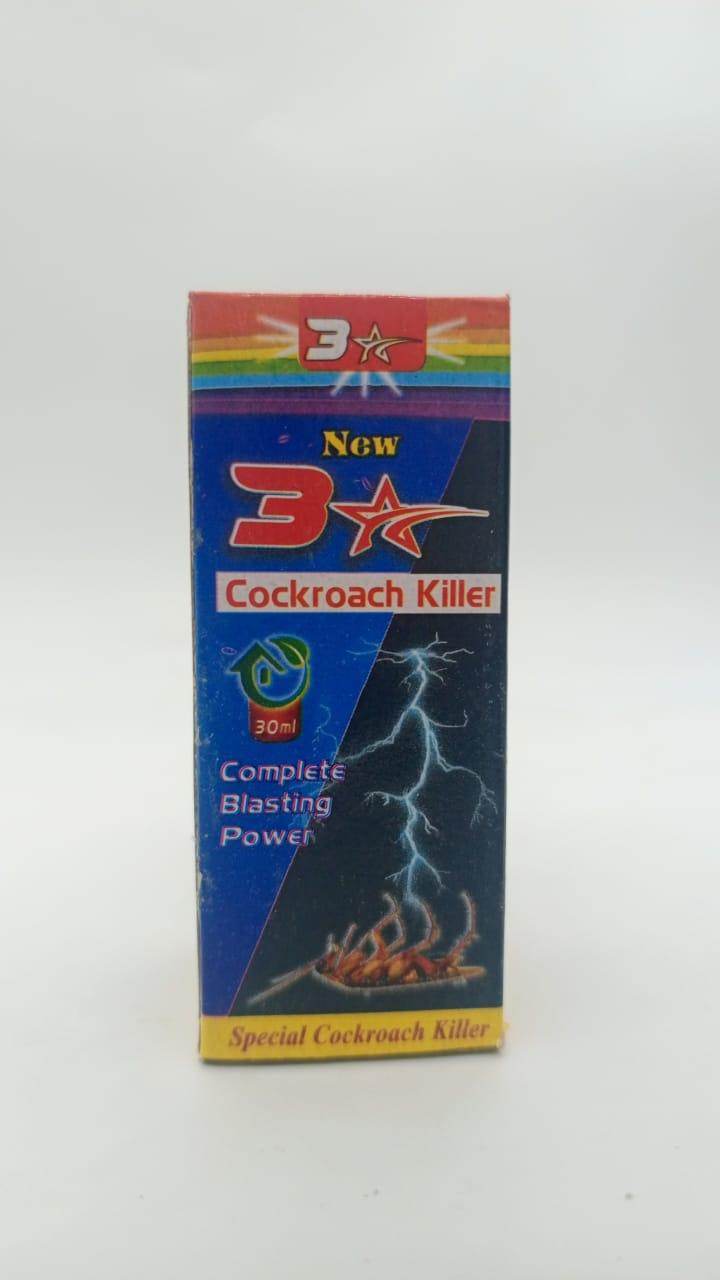 3
New
3
Cockroach Killer
30ml
Complete
Blasting
Power
Special Cockroach Killer